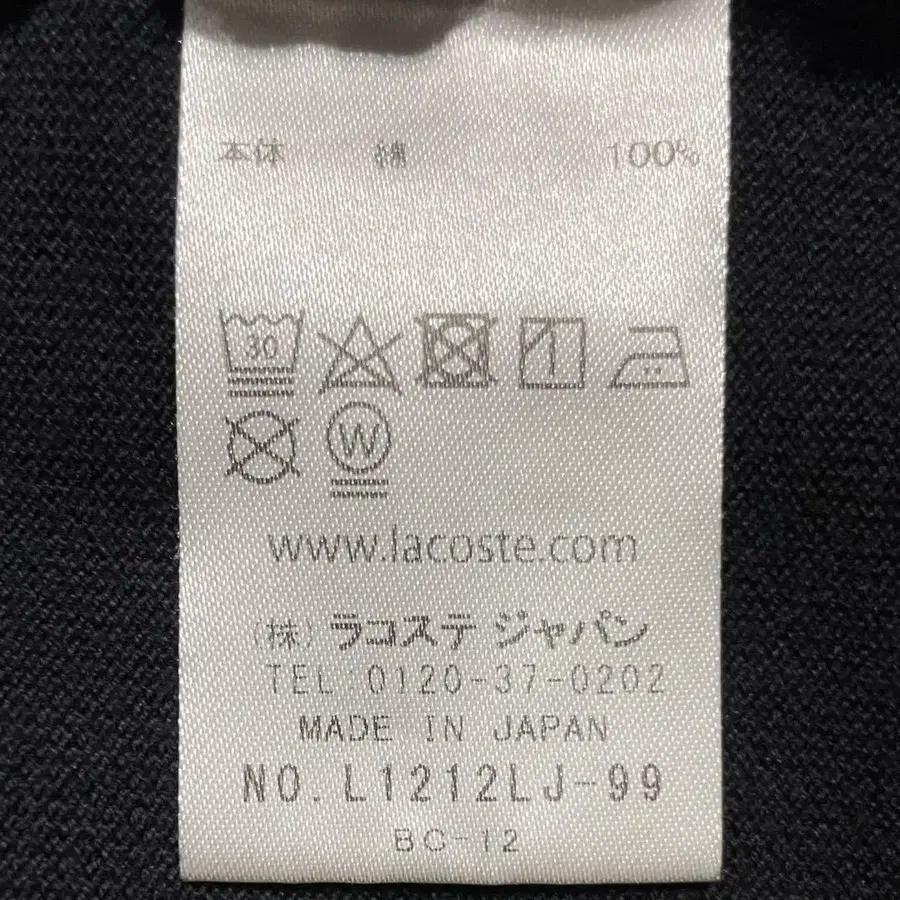 本体 綿 100%
30
W
www.lacoste.com
(株) ラコステ ジャパン
TEL:0120-37-0202
MADE IN JAPAN
NO.L1212LJ-99
BC-12